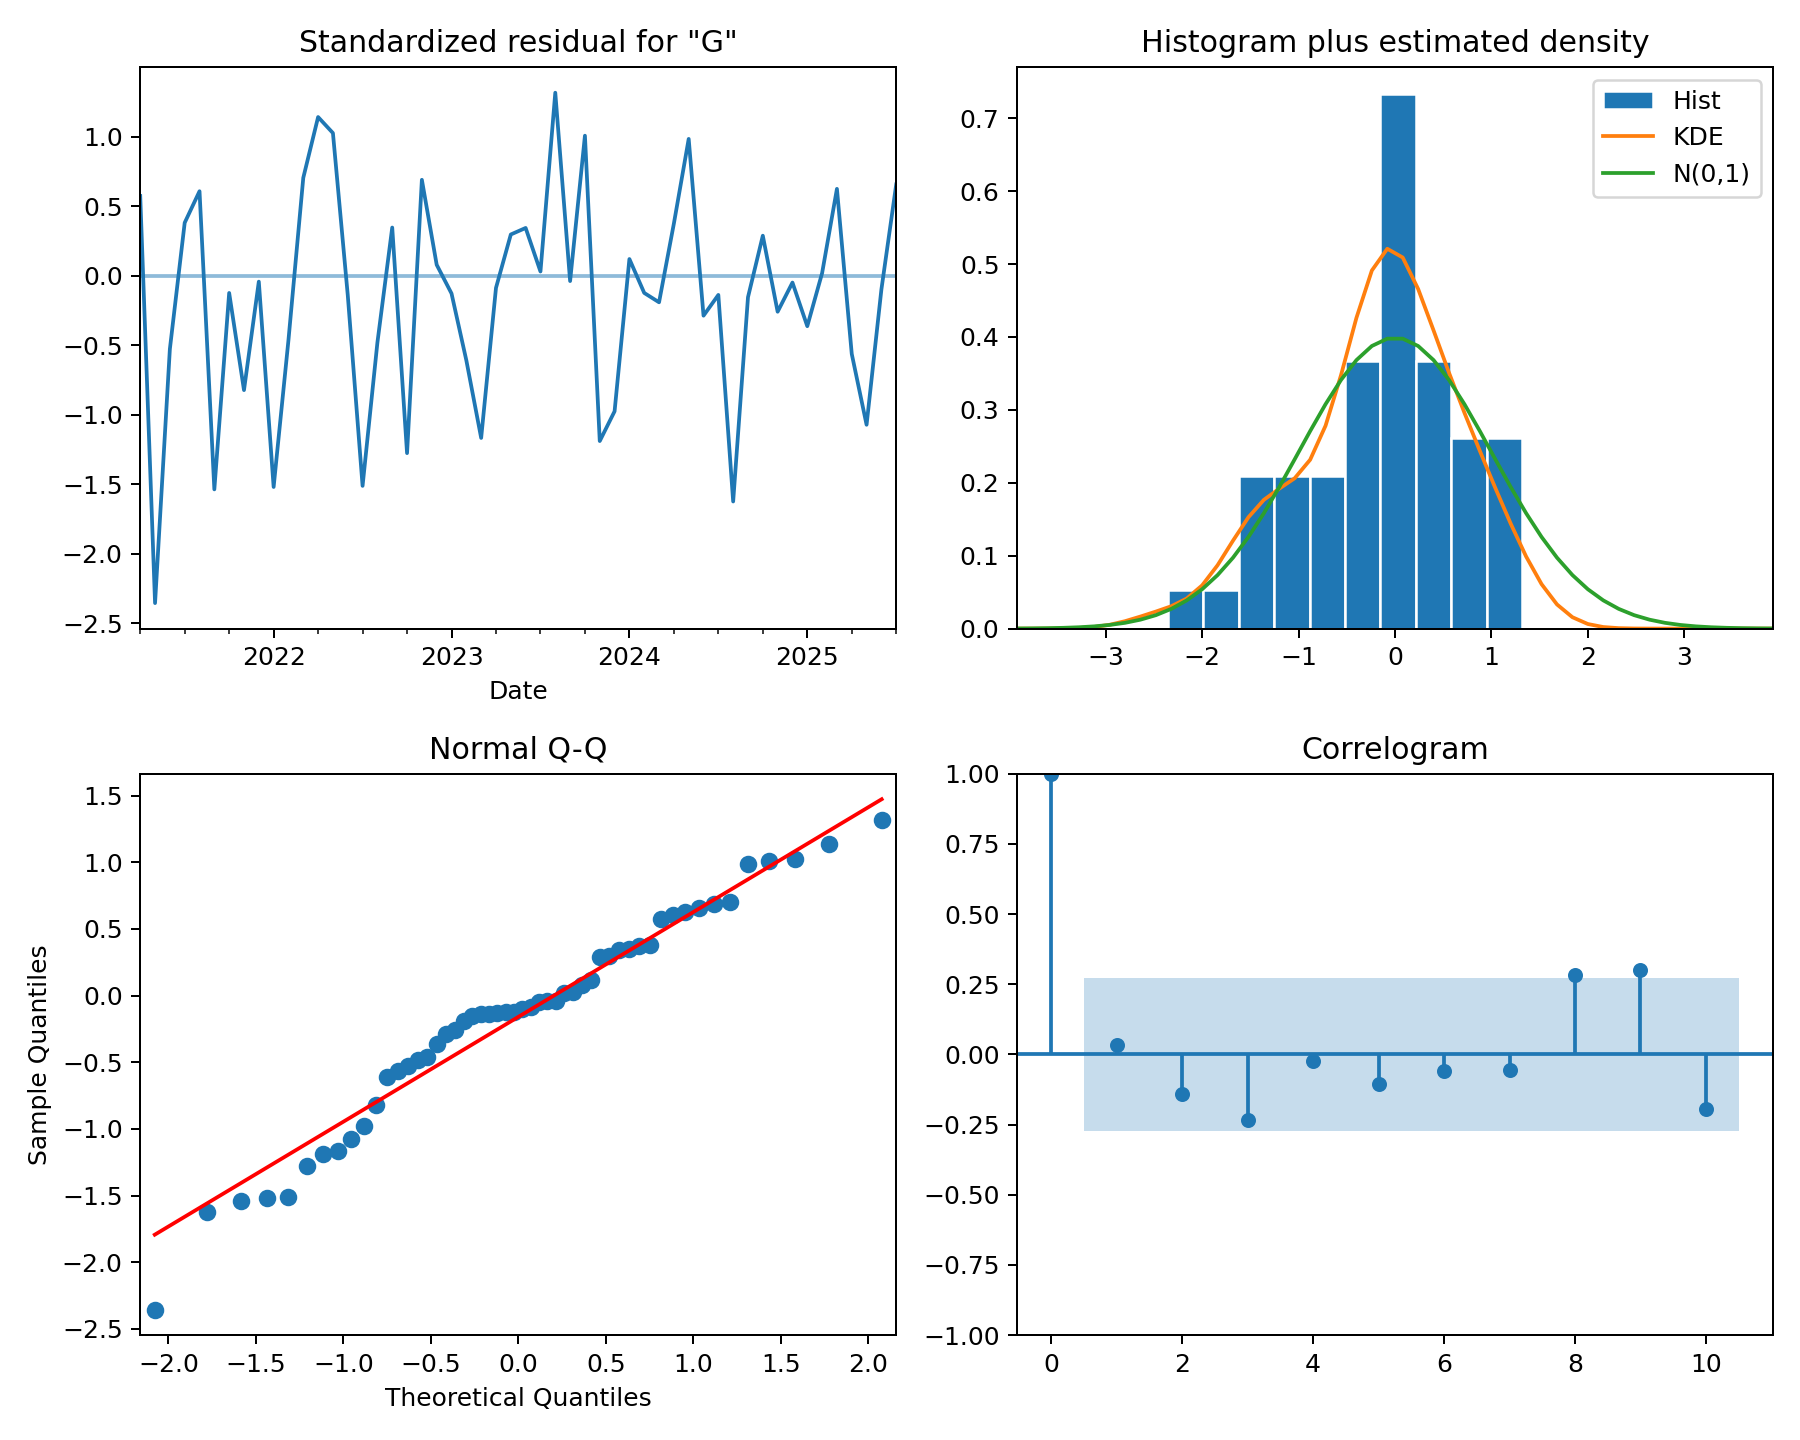 Standardized residual for "G"
1.0
0.5
0.0
−0.5
−1.0
−1.5
−2.0
−2.5
2022 2023 2024 2025
Date
Histogram plus estimated density
Hist
KDE
N(0,1)
0.7
0.6
0.5
0.4
0.3
0.2
0.1
0.0
−3 −2 −1 0 1 2 3
Normal Q-Q
Sample Quantiles
1.5
1.0
0.5
0.0
−0.5
−1.0
−1.5
−2.0
−2.5
−2.0 −1.5 −1.0 −0.5 0.0 0.5 1.0 1.5 2.0
Theoretical Quantiles
Correlogram
1.00
0.75
0.50
0.25
0.00
−0.25
−0.50
−0.75
−1.00
0 2 4 6 8 10